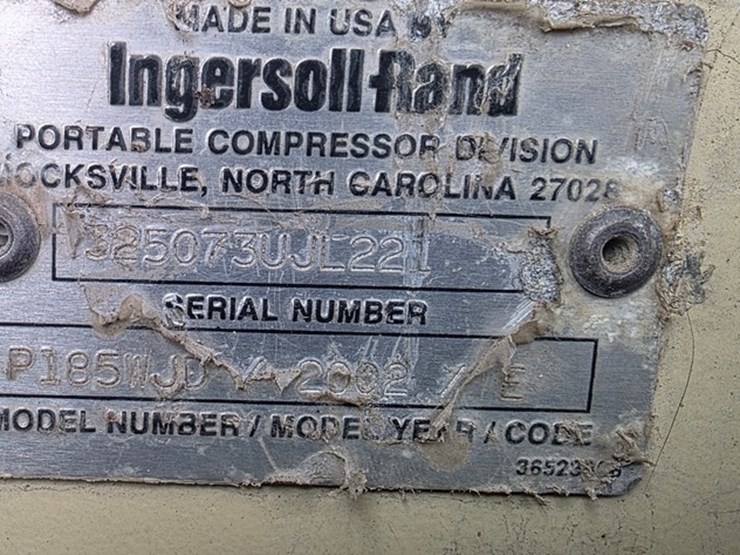 MADE IN USA BY
Ingersoll-Rand
PORTABLE COMPRESSOR DIVISION
MOCKSVILLE, NORTH CAROLINA 27028
325073UJL221
SERIAL NUMBER
P185WJD / 2002 / E
MODEL NUMBER / MODEL YEAR / CODE